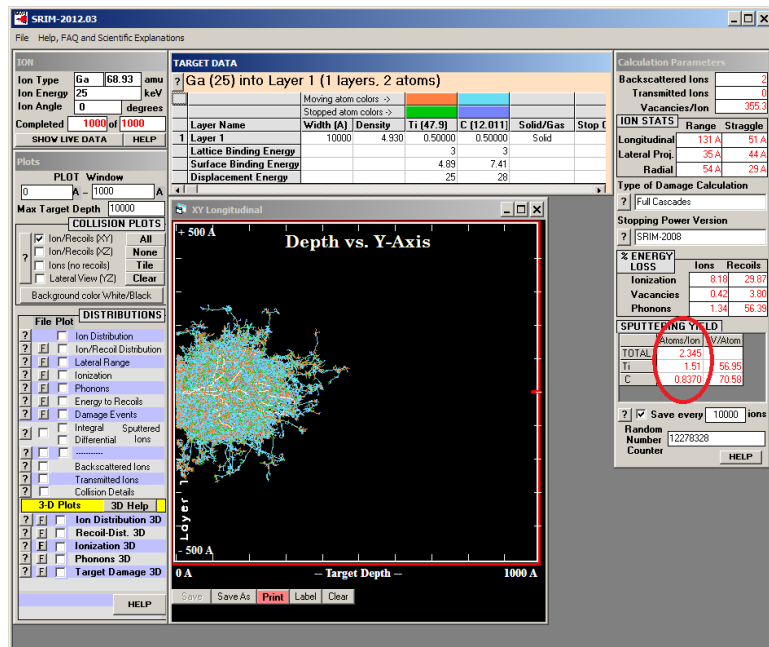 SRIM-2012.03
File Help, FAQ and Scientific Explanations
ION
Ion Type Ga 68.93 amu
Ion Energy 25 keV
Ion Angle 0 degrees
Completed 1000 of 1000
SHOW LIVE DATA HELP
Plots
PLOT Window
0 A - 1000 A
Max Target Depth 10000
COLLISION PLOTS
Ion/Recoils (XY) All
Ion/Recoils (XZ) None
Ions (no recoils) Tile
Lateral View (YZ) Clear
?
Background color White/Black
DISTRIBUTIONS
File Plot
? Ion Distribution
? F Ion/Recoil Distribution
? F Lateral Range
? F Ionization
? F Phonons
? F Energy to Recoils
? F Damage Events
? Integral Sputtered
Differential Ions
? ----------
? Backscattered Ions
? Transmitted Ions
? Collision Details
3-D Plots 3D Help
? F Ion Distribution 3D
? F Recoil-Dist. 3D
? F Ionization 3D
? F Phonons 3D
? F Target Damage 3D
HELP
TARGET DATA
? Ga (25) into Layer 1 (1 layers, 2 atoms)
Moving atom colors ->
Stopped atom colors ->
Layer Name Width (A) Density Ti (47.9) C (12.011) Solid/Gas Stop C
1 Layer 1 10000 4.930 0.50000 0.50000 Solid
Lattice Binding Energy 3 3
Surface Binding Energy 4.89 7.41
Displacement Energy 25 28
XY Longitudinal
+ 500 A
Depth vs. Y-Axis
Layer 1
- 500 A
0 A -- Target Depth -- 1000 A
Save Save As Print Label Clear
Calculation Parameters
Backscattered Ions 2
Transmitted Ions 0
Vacancies/Ion 355.3
ION STATS Range Straggle
Longitudinal 131 A 51 A
Lateral Proj. 35 A 44 A
Radial 54 A 29 A
Type of Damage Calculation
? Full Cascades
Stopping Power Version
? SRIM-2008
% ENERGY LOSS Ions Recoils
Ionization 8.18 29.87
Vacancies 0.42 3.80
Phonons 1.34 56.39
SPUTTERING YIELD
Atoms/Ion V/Atom
TOTAL 2.345
Ti 1.51 56.95
C 0.8370 70.58
? Save every 10000 ions
Random
Number 12278328
Counter
HELP